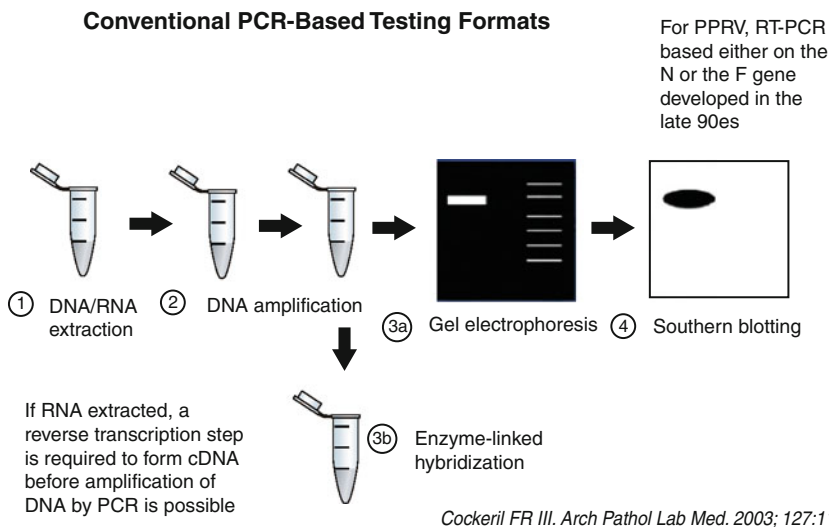 Conventional PCR-Based Testing Formats
For PPRV, RT-PCR
based either on the
N or the F gene
developed in the
late 90es
1 DNA/RNA
extraction
2 DNA amplification
3a Gel electrophoresis
4 Southern blotting
3b Enzyme-linked
hybridization
If RNA extracted, a
reverse transcription step
is required to form cDNA
before amplification of
DNA by PCR is possible
Cockeril FR III. Arch Pathol Lab Med. 2003; 127:1